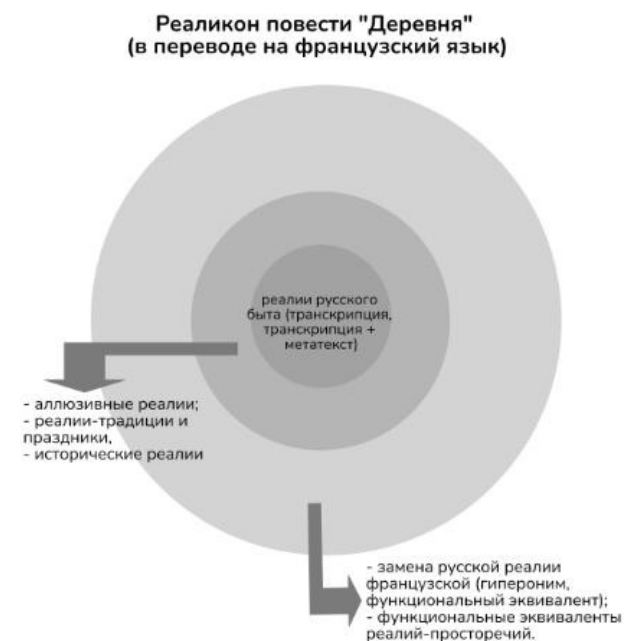 Реаликон повести "Деревня"
(в переводе на французский язык)
реалии русского
быта (транскрипция,
транскрипция +
метатекст)
- аллюзивные реалии;
- реалии-традиции и
праздники,
- исторические реалии
- замена русской реалии
французской (гипероним,
функциональный эквивалент);
- функциональные эквиваленты
реалий-просторечий.